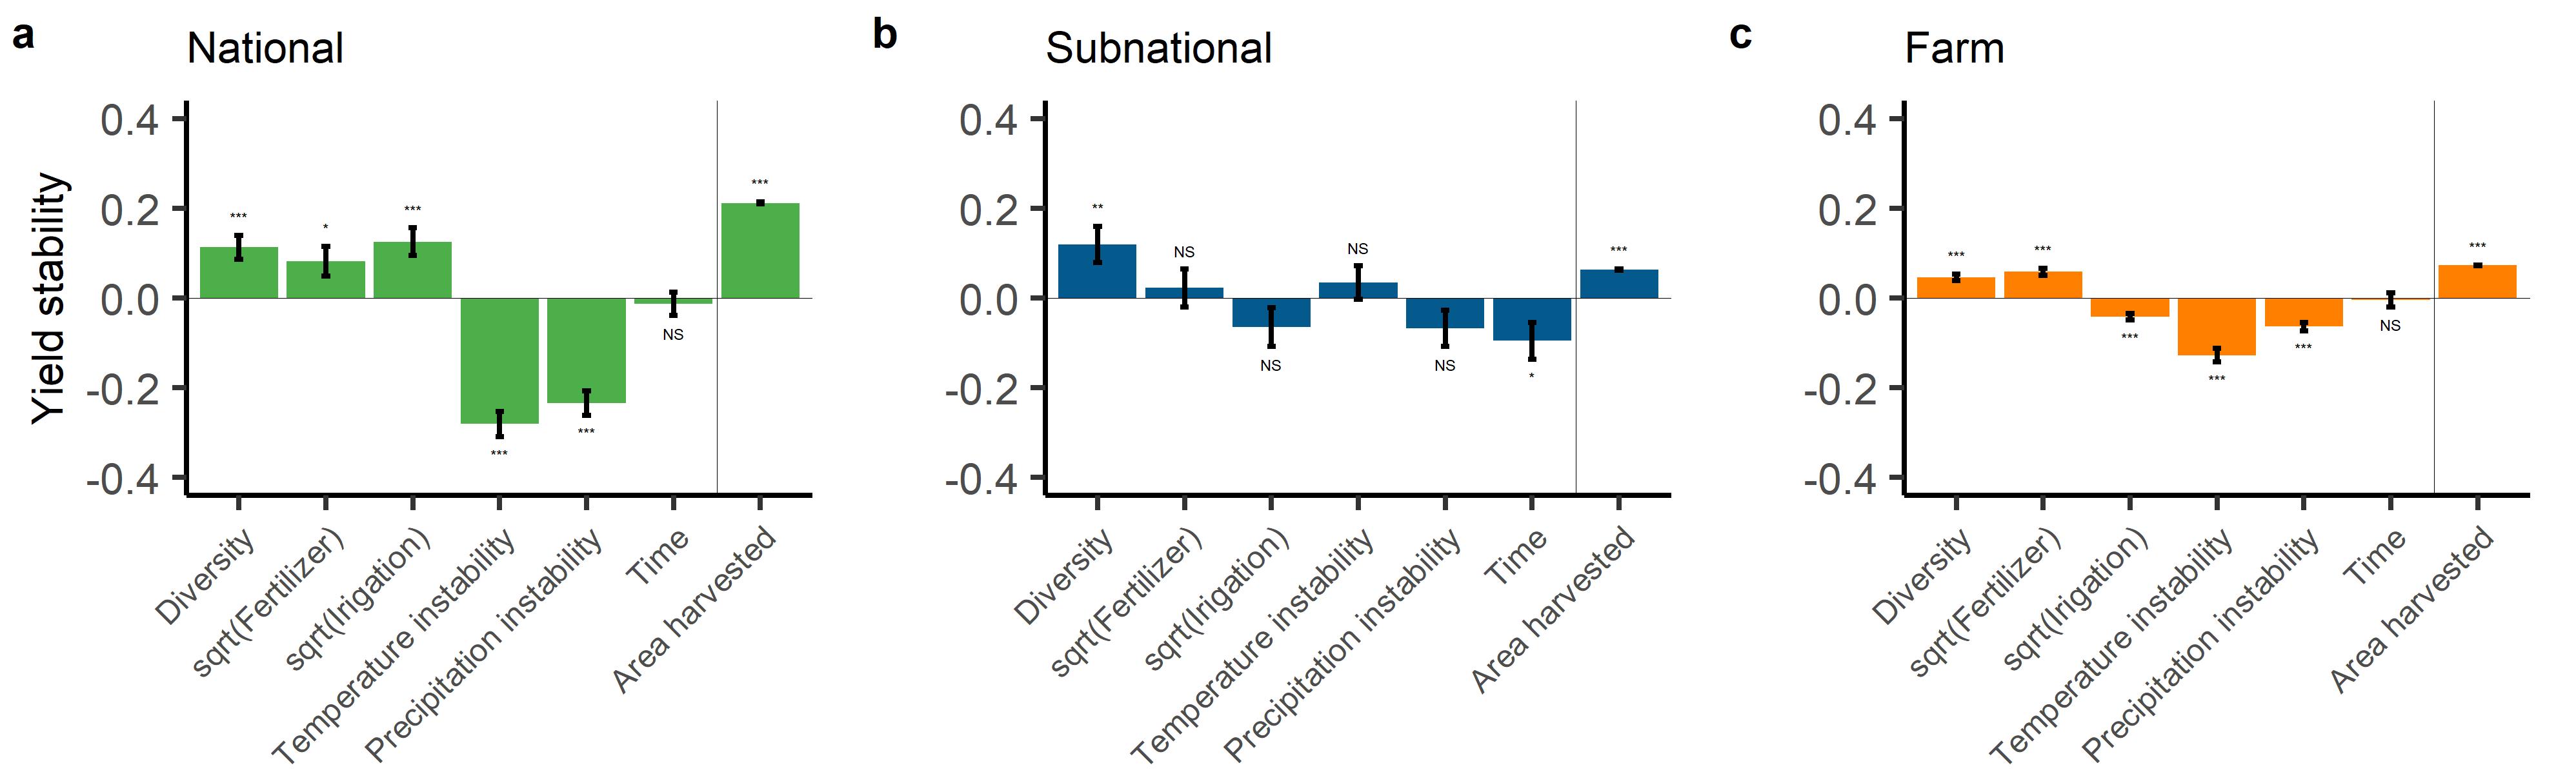 a
National
Yield stability
0.4
0.2
0.0
-0.2
-0.4
***
*
***
***
***
NS
***
Diversity
sqrt(Fertilizer)
sqrt(Irigation)
Temperature instability
Precipitation instability
Time
Area harvested
b
Subnational
0.4
0.2
0.0
-0.2
-0.4
**
NS
NS
NS
NS
*
***
Diversity
sqrt(Fertilizer)
sqrt(Irigation)
Temperature instability
Precipitation instability
Time
Area harvested
c
Farm
0.4
0.2
0.0
-0.2
-0.4
***
***
***
***
***
NS
***
Diversity
sqrt(Fertilizer)
sqrt(Irigation)
Temperature instability
Precipitation instability
Time
Area harvested